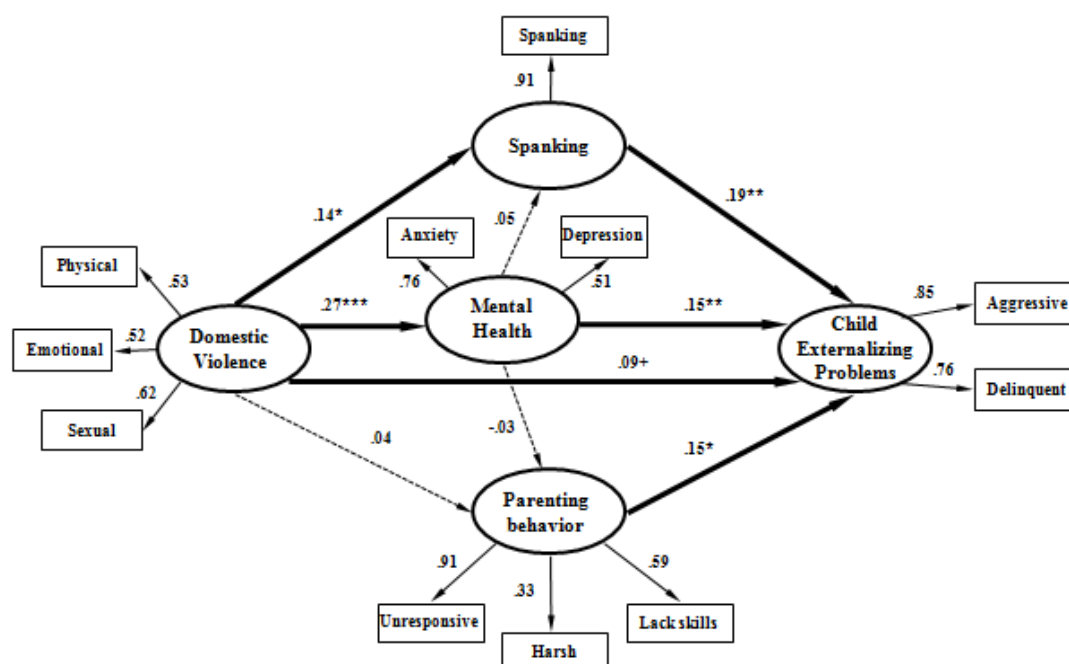 Spanking
.91
Spanking
.14*
.19**
.05
Anxiety
Depression
.76
.51
Physical
.53
Mental
Health
.27***
.15**
.85
Aggressive
Emotional
.52
Domestic
Violence
Child
Externalizing
Problems
.09+
.76
Delinquent
.62
Sexual
.04
-.03
.15*
Parenting
behavior
.91
.33
.59
Unresponsive
Harsh
Lack skills